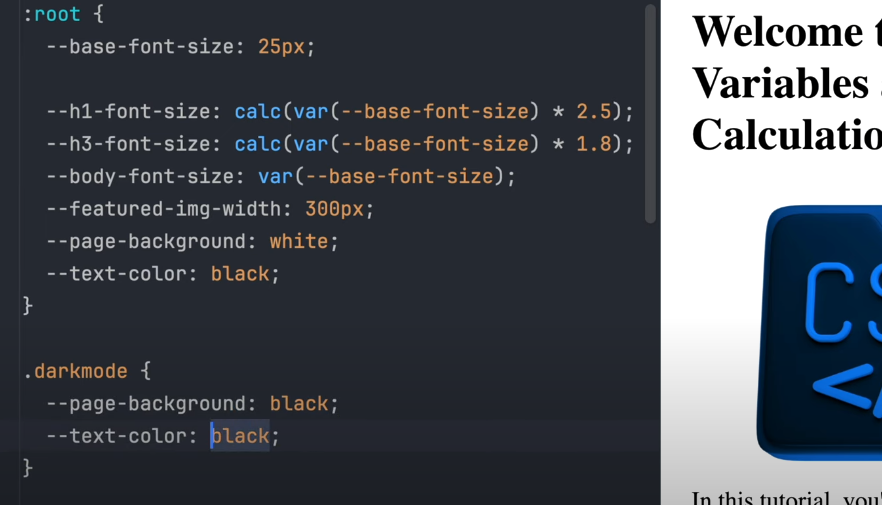 :root {
--base-font-size: 25px;
--h1-font-size: calc(var(--base-font-size) * 2.5);
--h3-font-size: calc(var(--base-font-size) * 1.8);
--body-font-size: var(--base-font-size);
--featured-img-width: 300px;
--page-background: white;
--text-color: black;
}
.darkmode {
--page-background: black;
--text-color: black;
}
Welcome t
Variables
Calculatio
CS
</
In this tutorial, you'